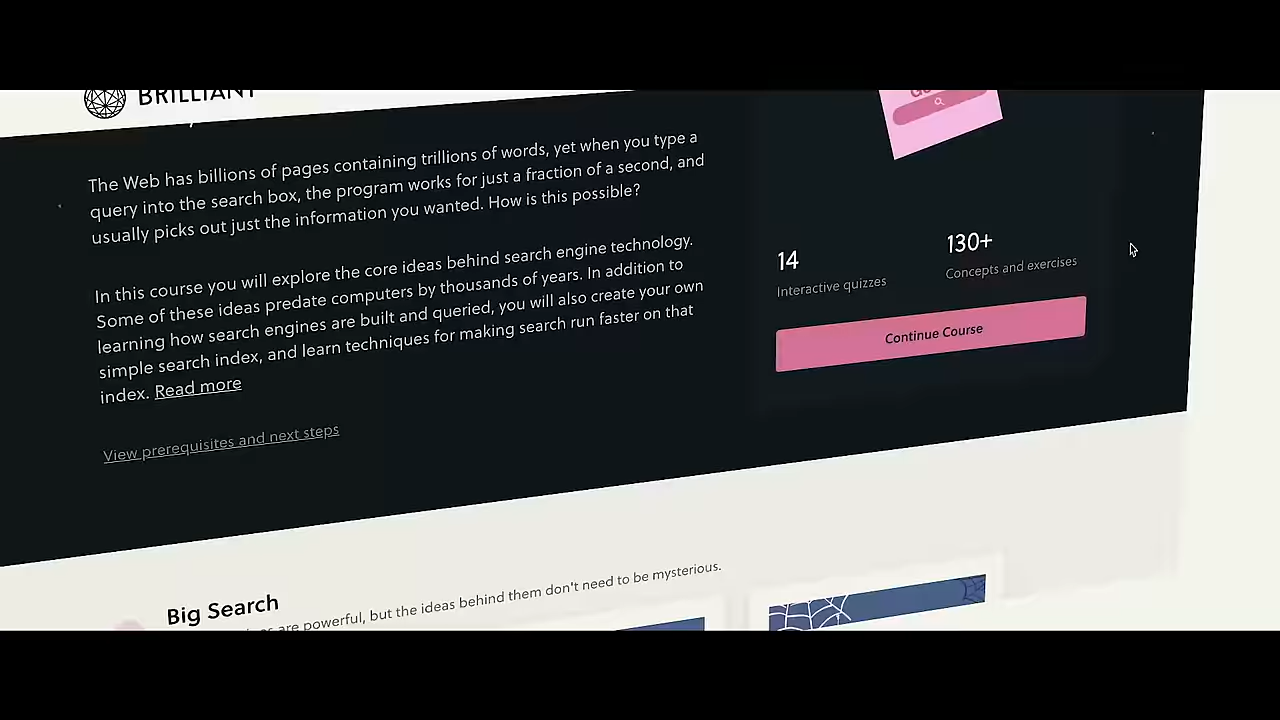 BRILLIANT
The Web has billions of pages containing trillions of words, yet when you type a
query into the search box, the program works for just a fraction of a second, and
usually picks out just the information you wanted. How is this possible?
In this course you will explore the core ideas behind search engine technology.
Some of these ideas predate computers by thousands of years. In addition to
learning how search engines are built and queried, you will also create your own
simple search index, and learn techniques for making search run faster on that
index. Read more
View prerequisites and next steps
14
Interactive quizzes
130+
Concepts and exercises
Continue Course
Big Search
are powerful, but the ideas behind them don't need to be mysterious.